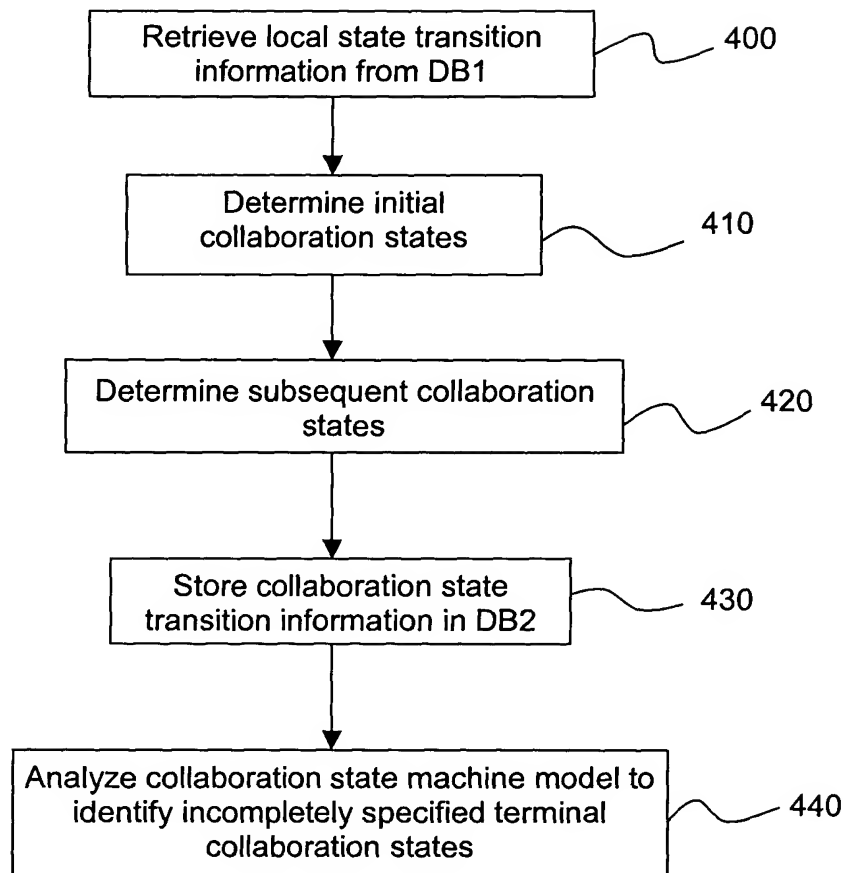 Retrieve local state transition
information from DB1
400
Determine initial
collaboration states
410
Determine subsequent collaboration
states
420
Store collaboration state
transition information in DB2
430
Analyze collaboration state machine model to
identify incompletely specified terminal
collaboration states
440